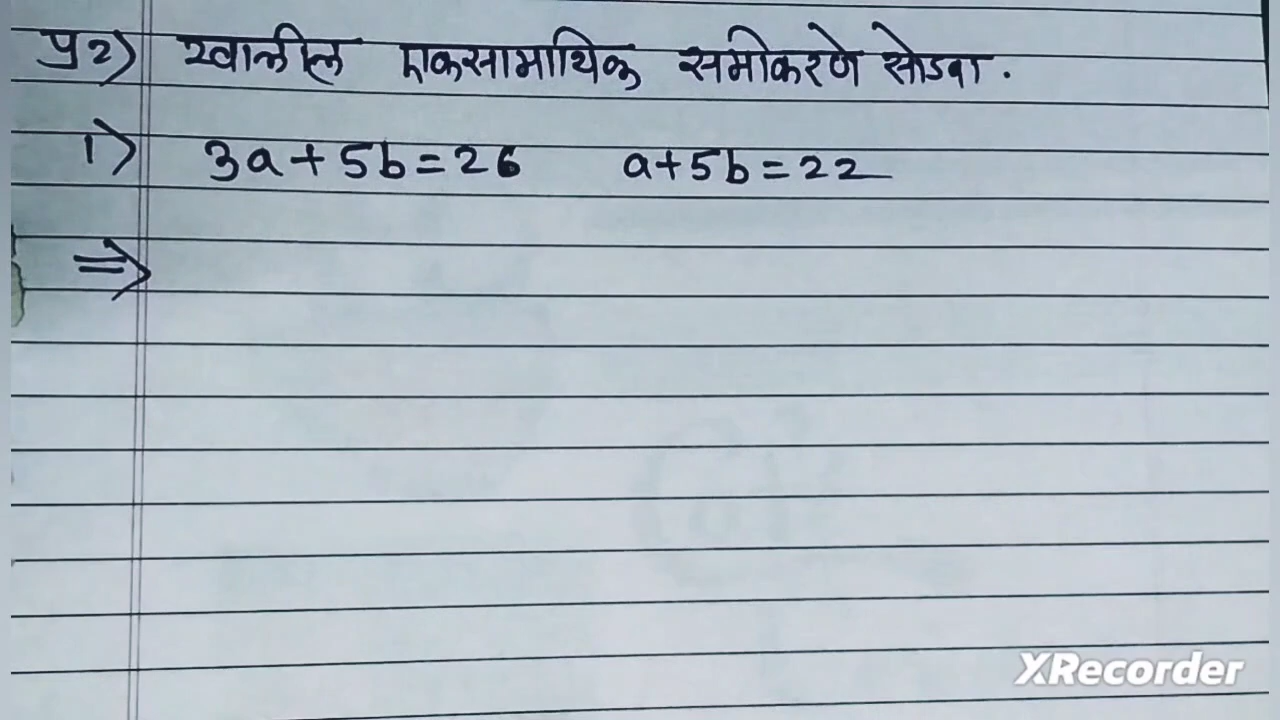 प्र2) खालील एकसामायिक समीकरणे सोडवा.
1) 3a+5b=26 a+5b=22
⇒
XRecorder